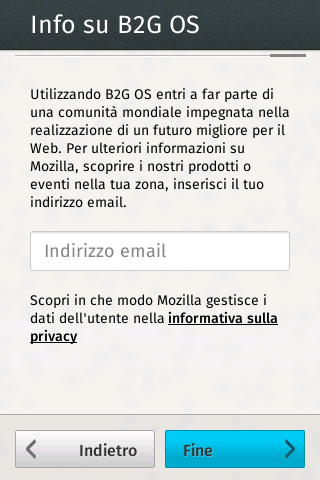 Info su B2G OS
Utilizzando B2G OS entri a far parte di
una comunità mondiale impegnata nella
realizzazione di un futuro migliore per il
Web. Per ulteriori informazioni su
Mozilla, scoprire i nostri prodotti o
eventi nella tua zona, inserisci il tuo
indirizzo email.
Indirizzo email
Scopri in che modo Mozilla gestisce i
dati dell'utente nella informativa sulla
privacy
Indietro
Fine